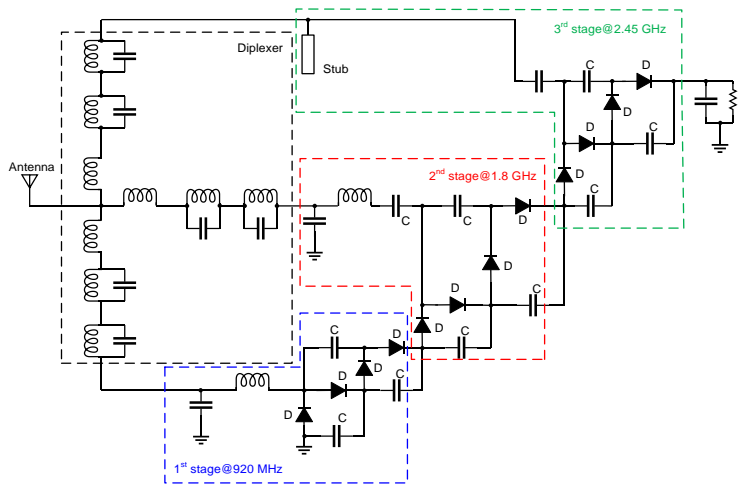 3rd stage@2.45 GHz
Diplexer
Stub
C
D
D
D
C
D
C
Antenna
2nd stage@1.8 GHz
C
C
D
D
D
C
D
C
C
D
D
D
C
D
C
1st stage@920 MHz